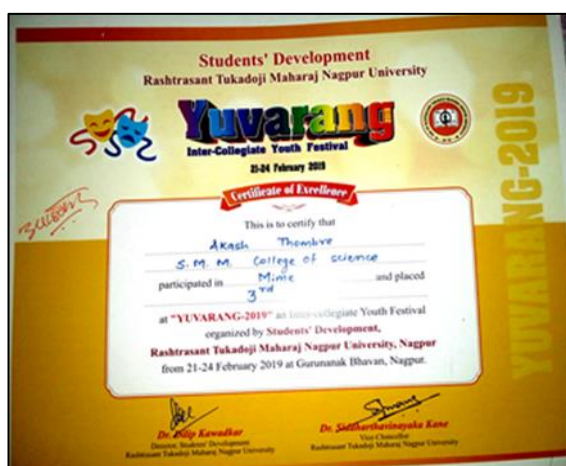 Students' Development
Rashtrasant Tukadoji Maharaj Nagpur University
Yuvarang
Inter-Collegiate Youth Festival
21-24 February 2019
Certificate of Excellence
This is to certify that
Akash Thombre
S. M. M. College of science
participated in Mime and placed
3rd
at "YUVARANG-2019" an Inter-collegiate Youth Festival
organized by Students' Development,
Rashtrasant Tukadoji Maharaj Nagpur University, Nagpur
from 21-24 February 2019 at Gurunanak Bhavan, Nagpur.
Dr. Dilip Kawadkar
Director, Students' Development
Rashtrasant Tukadoji Maharaj Nagpur University
Dr. Siddharthavinayaka Kane
Vice Chancellor
Rashtrasant Tukadoji Maharaj Nagpur University
YUVARANG-2019